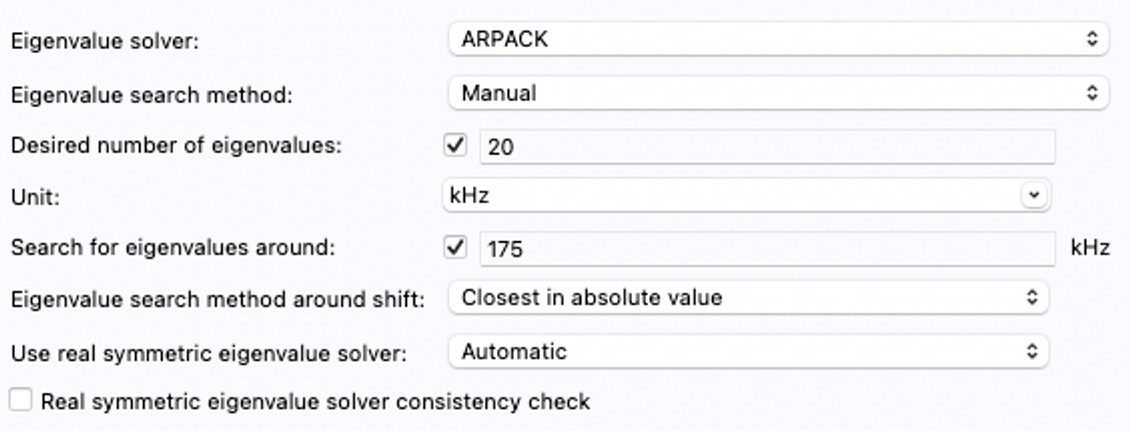 Eigenvalue solver: ARPACK
Eigenvalue search method: Manual
Desired number of eigenvalues: 20
Unit: kHz
Search for eigenvalues around: 175 kHz
Eigenvalue search method around shift: Closest in absolute value
Use real symmetric eigenvalue solver: Automatic
Real symmetric eigenvalue solver consistency check